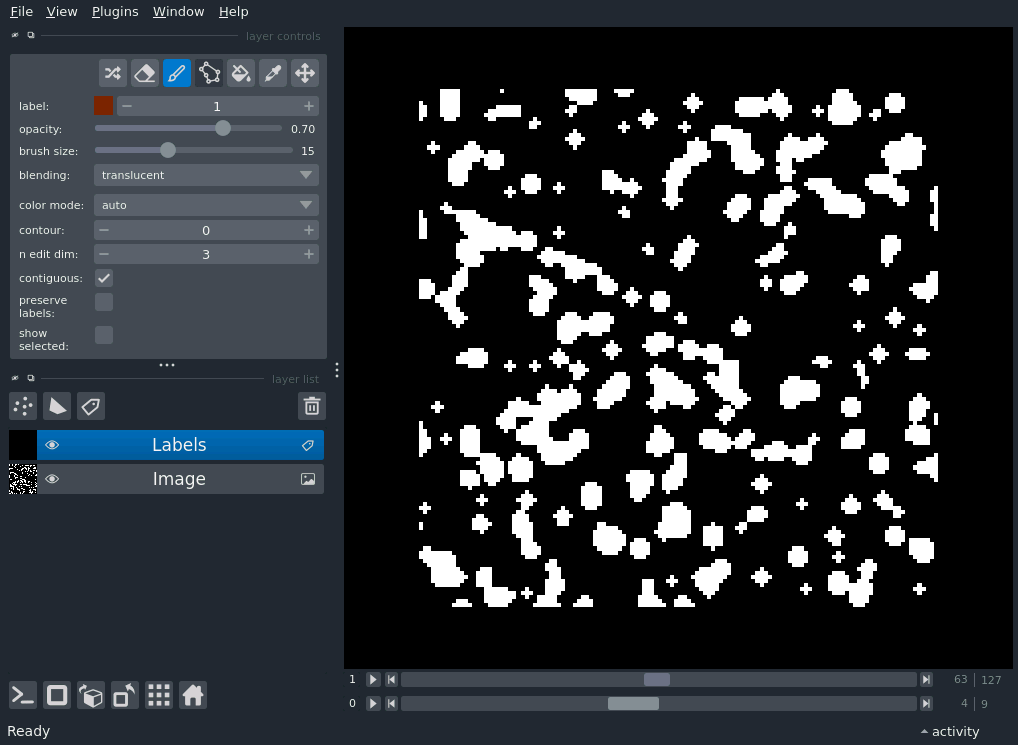 File View Plugins Window Help
layer controls
label: 1
opacity: 0.70
brush size: 15
blending: translucent
color mode: auto
contour: 0
n edit dim: 3
contiguous:
preserve
labels:
show
selected:
layer list
Labels
Image
1 63 127
0 4 9
Ready activity